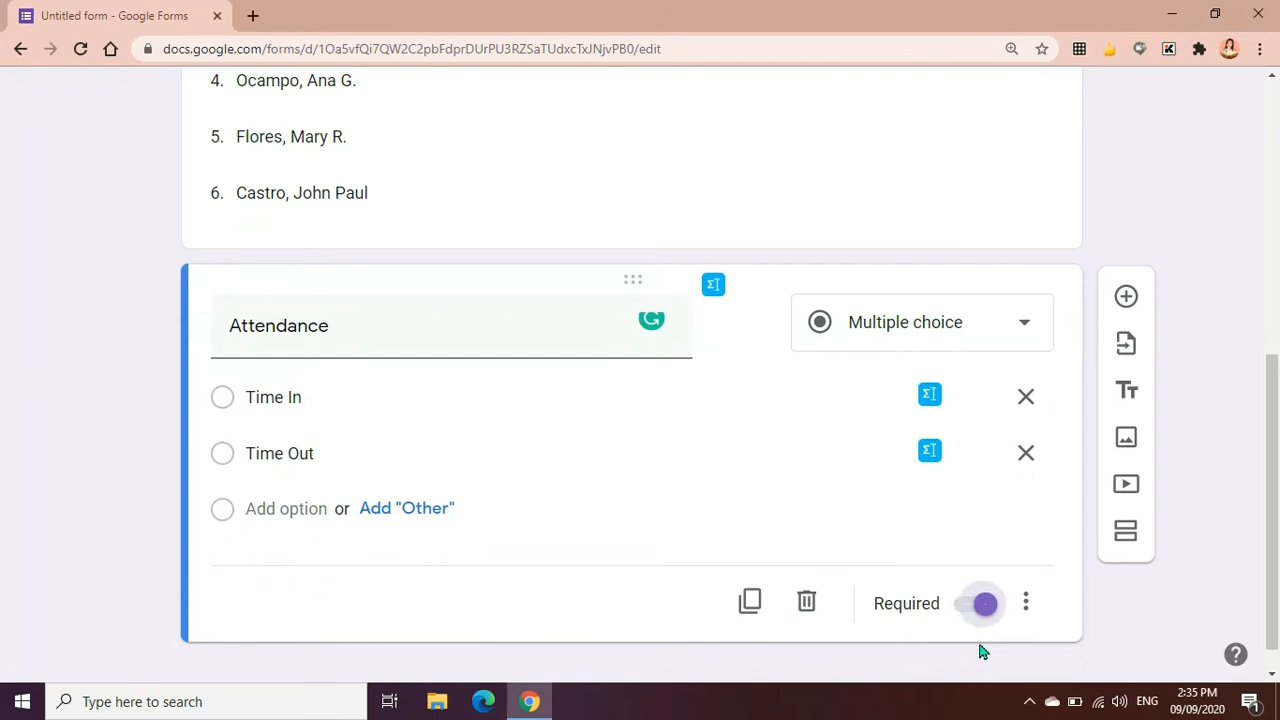 Untitled form - Google Forms
docs.google.com/forms/d/1Oa5vfQi7QW2C2pbFdprDUrPU3RZSaTUdxcTxJNjvPB0/edit
4. Ocampo, Ana G.
5. Flores, Mary R.
6. Castro, John Paul
Attendance
Multiple choice
Time In
Time Out
Add option or Add "Other"
Required
Type here to search
ENG
2:35 PM
09/09/2020